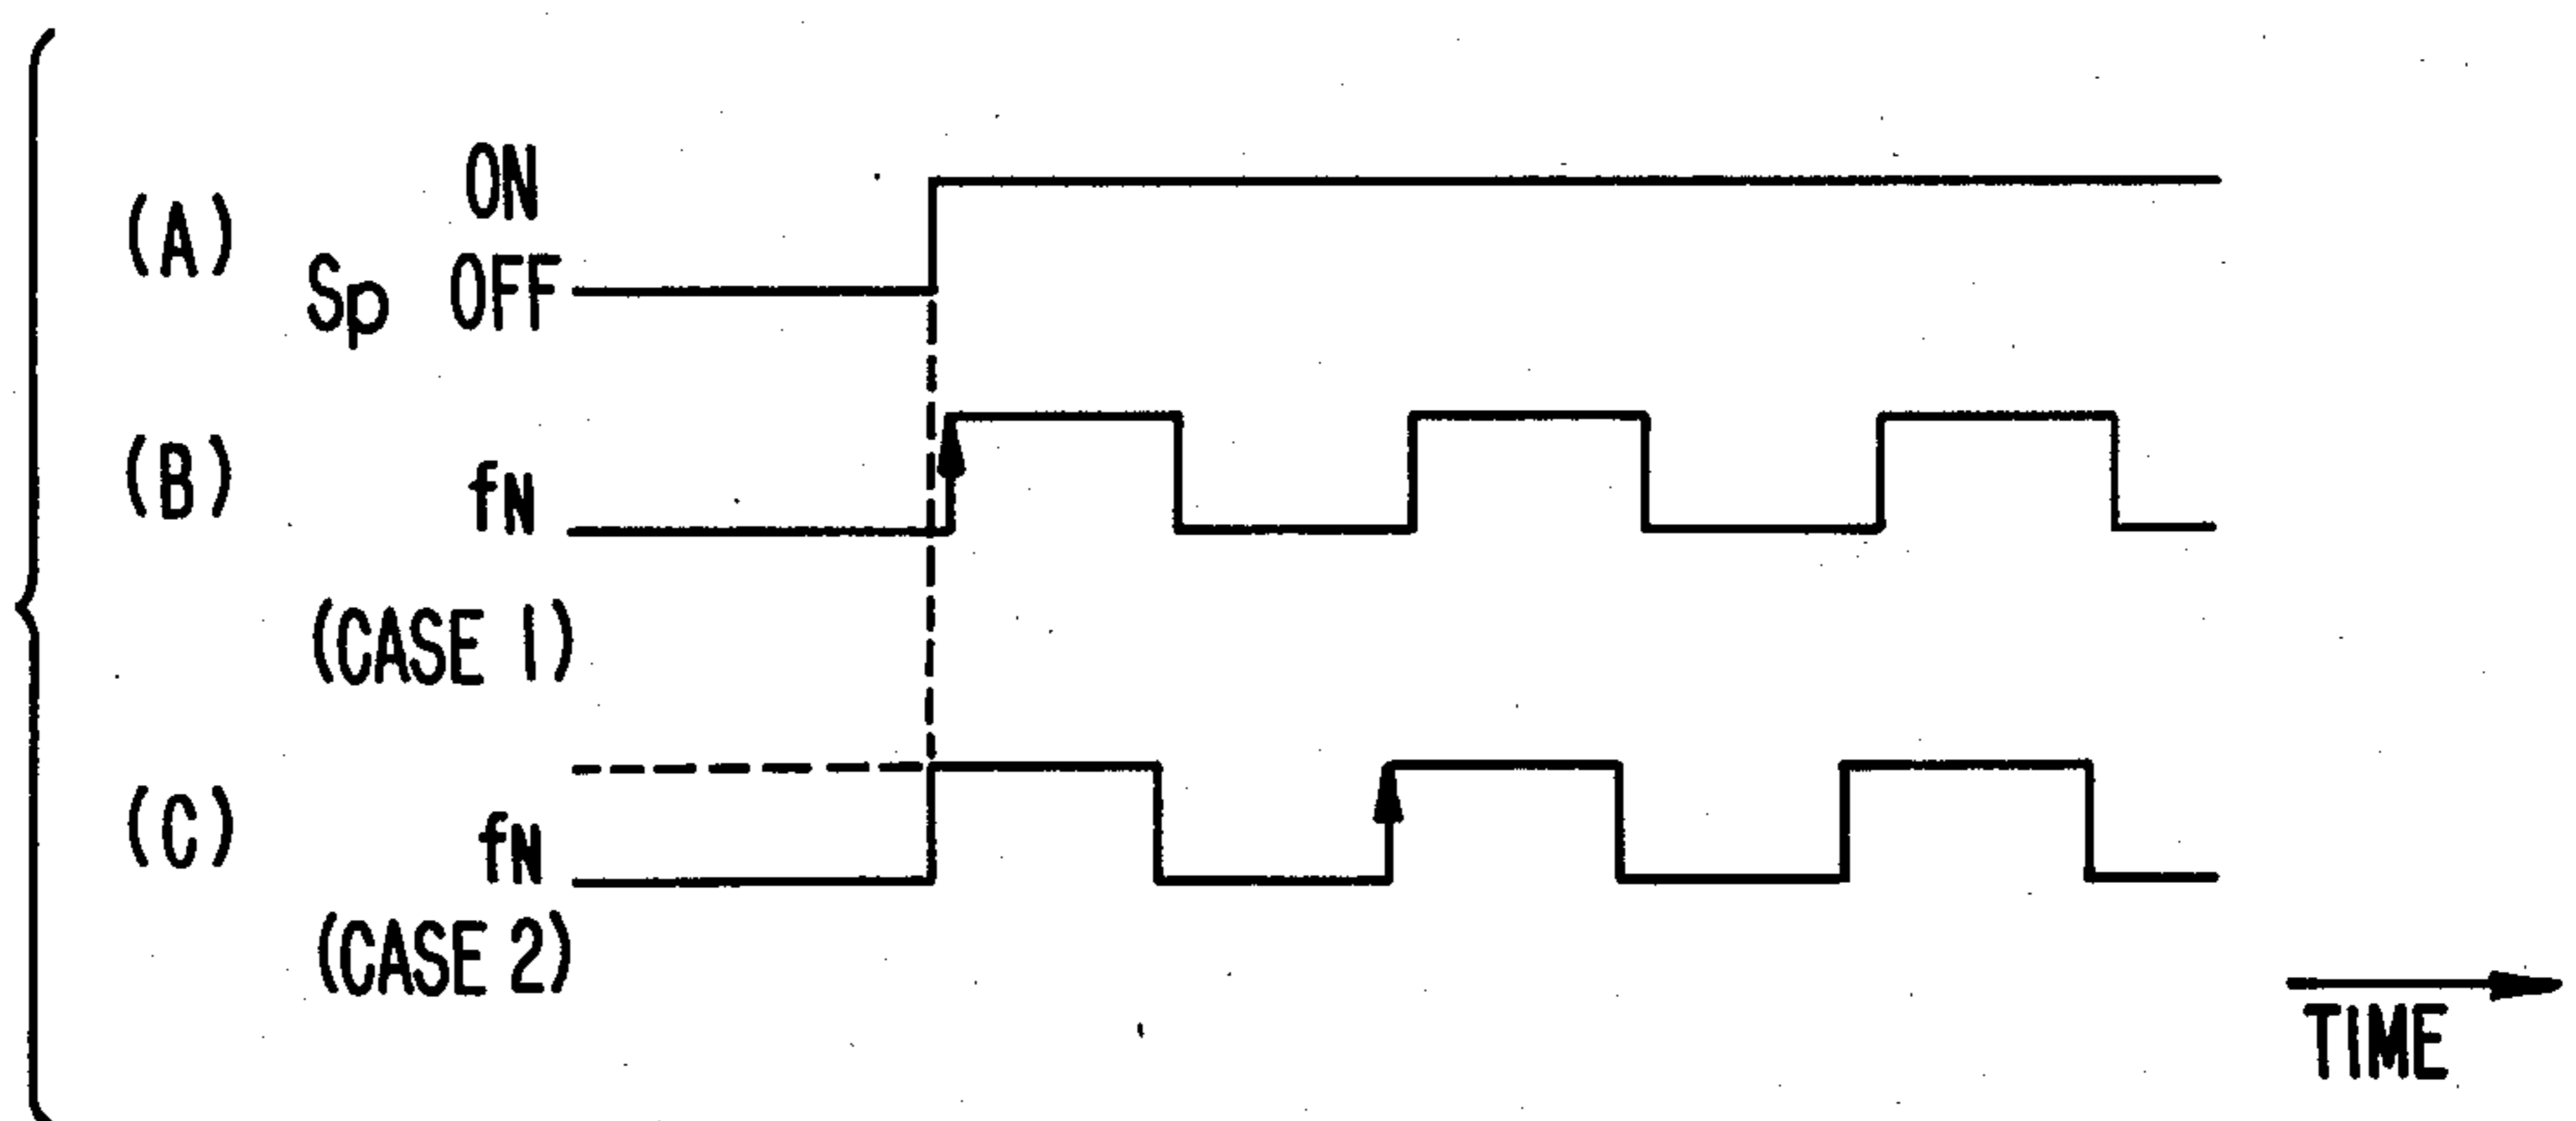 (A) Sp ON
OFF
(B) fN
(CASE 1)
(C) fN
(CASE 2)
TIME